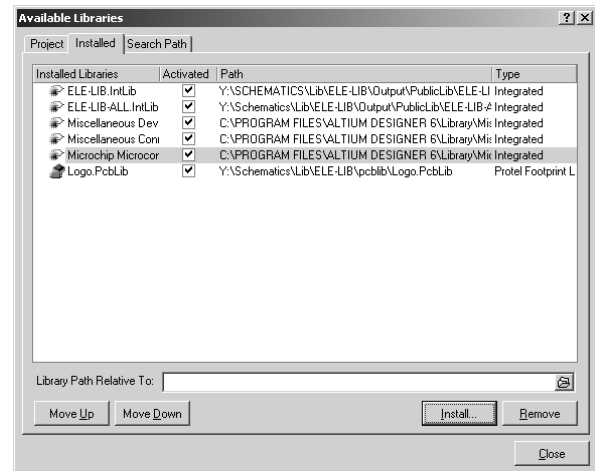 Available Libraries
Project Installed Search Path
Installed Libraries Activated Path Type
ELE-LIB.IntLib Y:\SCHEMATICS\Lib\ELE-LIB\Output\PublicLib\ELE-LI Integrated
ELE-LIB-ALL.IntLib Y:\Schematics\Lib\ELE-LIB\Output\PublicLib\ELE-LIB-A Integrated
Miscellaneous Dev C:\PROGRAM FILES\ALTIUM DESIGNER 6\Library\Mis Integrated
Miscellaneous Conn C:\PROGRAM FILES\ALTIUM DESIGNER 6\Library\Mis Integrated
Microchip Microcor C:\PROGRAM FILES\ALTIUM DESIGNER 6\Library\Mic Integrated
Logo.PcbLib Y:\Schematics\Lib\ELE-LIB\pcblib\Logo.PcbLib Protel Footprint L
Library Path Relative To:
Move Up Move Down Install... Remove
Close